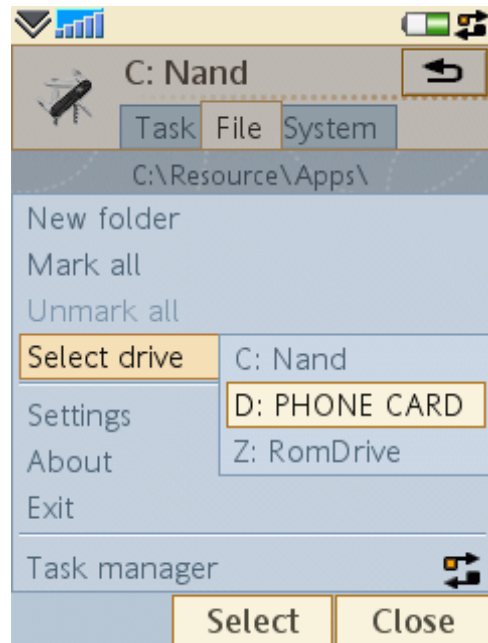 C: Nand
Task File System
C:\Resource\Apps\
New folder
Mark all
Unmark all
Select drive
C: Nand
D: PHONE CARD
Z: RomDrive
Settings
About
Exit
Task manager
Select Close